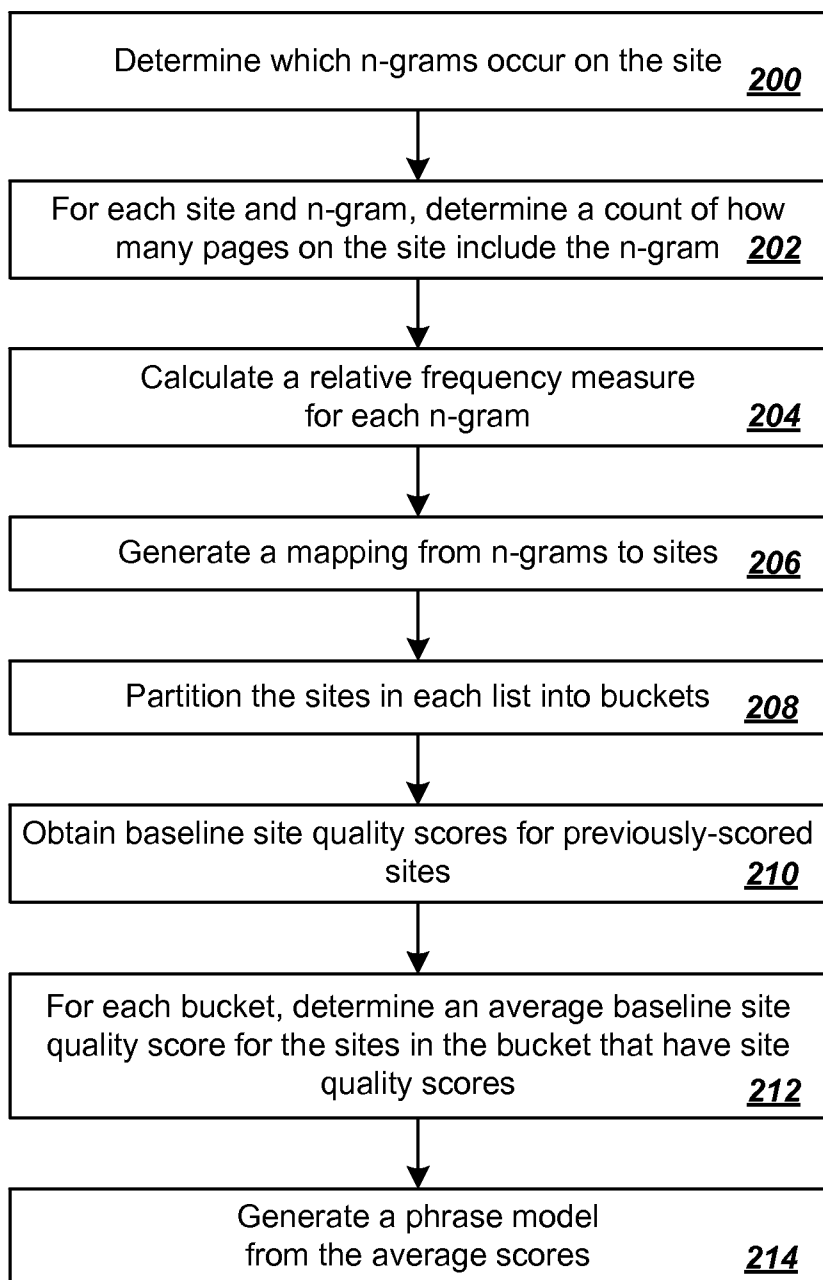 Determine which n-grams occur on the site 200
For each site and n-gram, determine a count of how
many pages on the site include the n-gram 202
Calculate a relative frequency measure
for each n-gram 204
Generate a mapping from n-grams to sites 206
Partition the sites in each list into buckets 208
Obtain baseline site quality scores for previously-scored
sites 210
For each bucket, determine an average baseline site
quality score for the sites in the bucket that have site
quality scores 212
Generate a phrase model
from the average scores 214